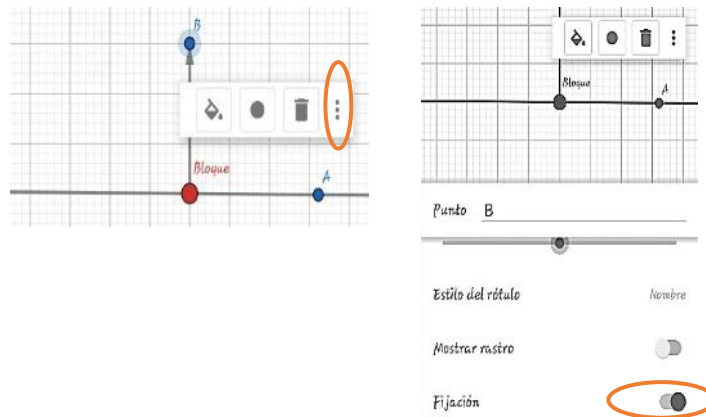 B
Bloque
A
Bloque
A
Punto B
Estilo del rótulo Nombre
Mostrar rastro
Fijación